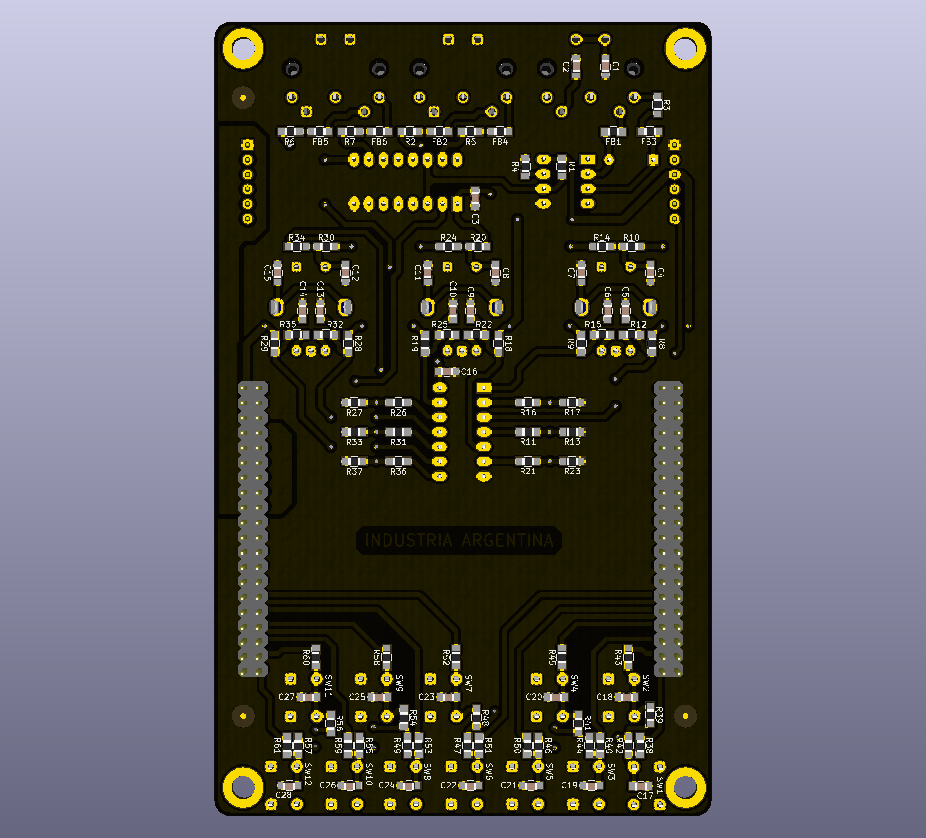 C2 C1
R3
R6 FB5 R7 FB6 R2 FB2 R5 FB4 FB1 FB3
R4 R1
C3
R34 R30 R24 R20 R14 R10
C15 C12 C11 C8 C7 C4
C14 C13 C10 C9 C6 C5
R35 R32 R25 R22 R15 R12
R29 R28 R19 R18 R9 R8
C16
R27 R26 R16 R17
R33 R31 R11 R13
R37 R36 R21 R23
INDUSTRIA ARGENTINA
R60 R58 R52 R45 R43
SW11 SW9 SW7 SW4 SW2
C27 C25 C23 C20 C18
R56 R54 R48 R39
R61 R57 R59 R55 R49 R53 R47 R51 R50 R46 R44 R40 R42 R38
SW12 SW10 SW8 SW6 SW5 SW3 SW1
C28 C26 C24 C22 C21 C19 C17